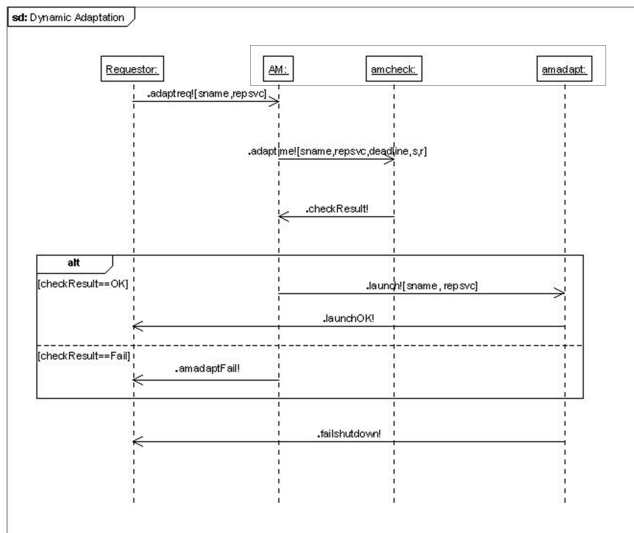 sd: Dynamic Adaptation
Requestor: AM: amcheck: amadapt:
.adaptreq![sname,repsvc]
.adaptime![sname,repsvc,deadline,s,r]
.checkResult!
alt
[checkResult==OK]
.launch![sname, repsvc]
.launchOK!
[checkResult==Fail]
.amadaptFail!
.failshutdown!